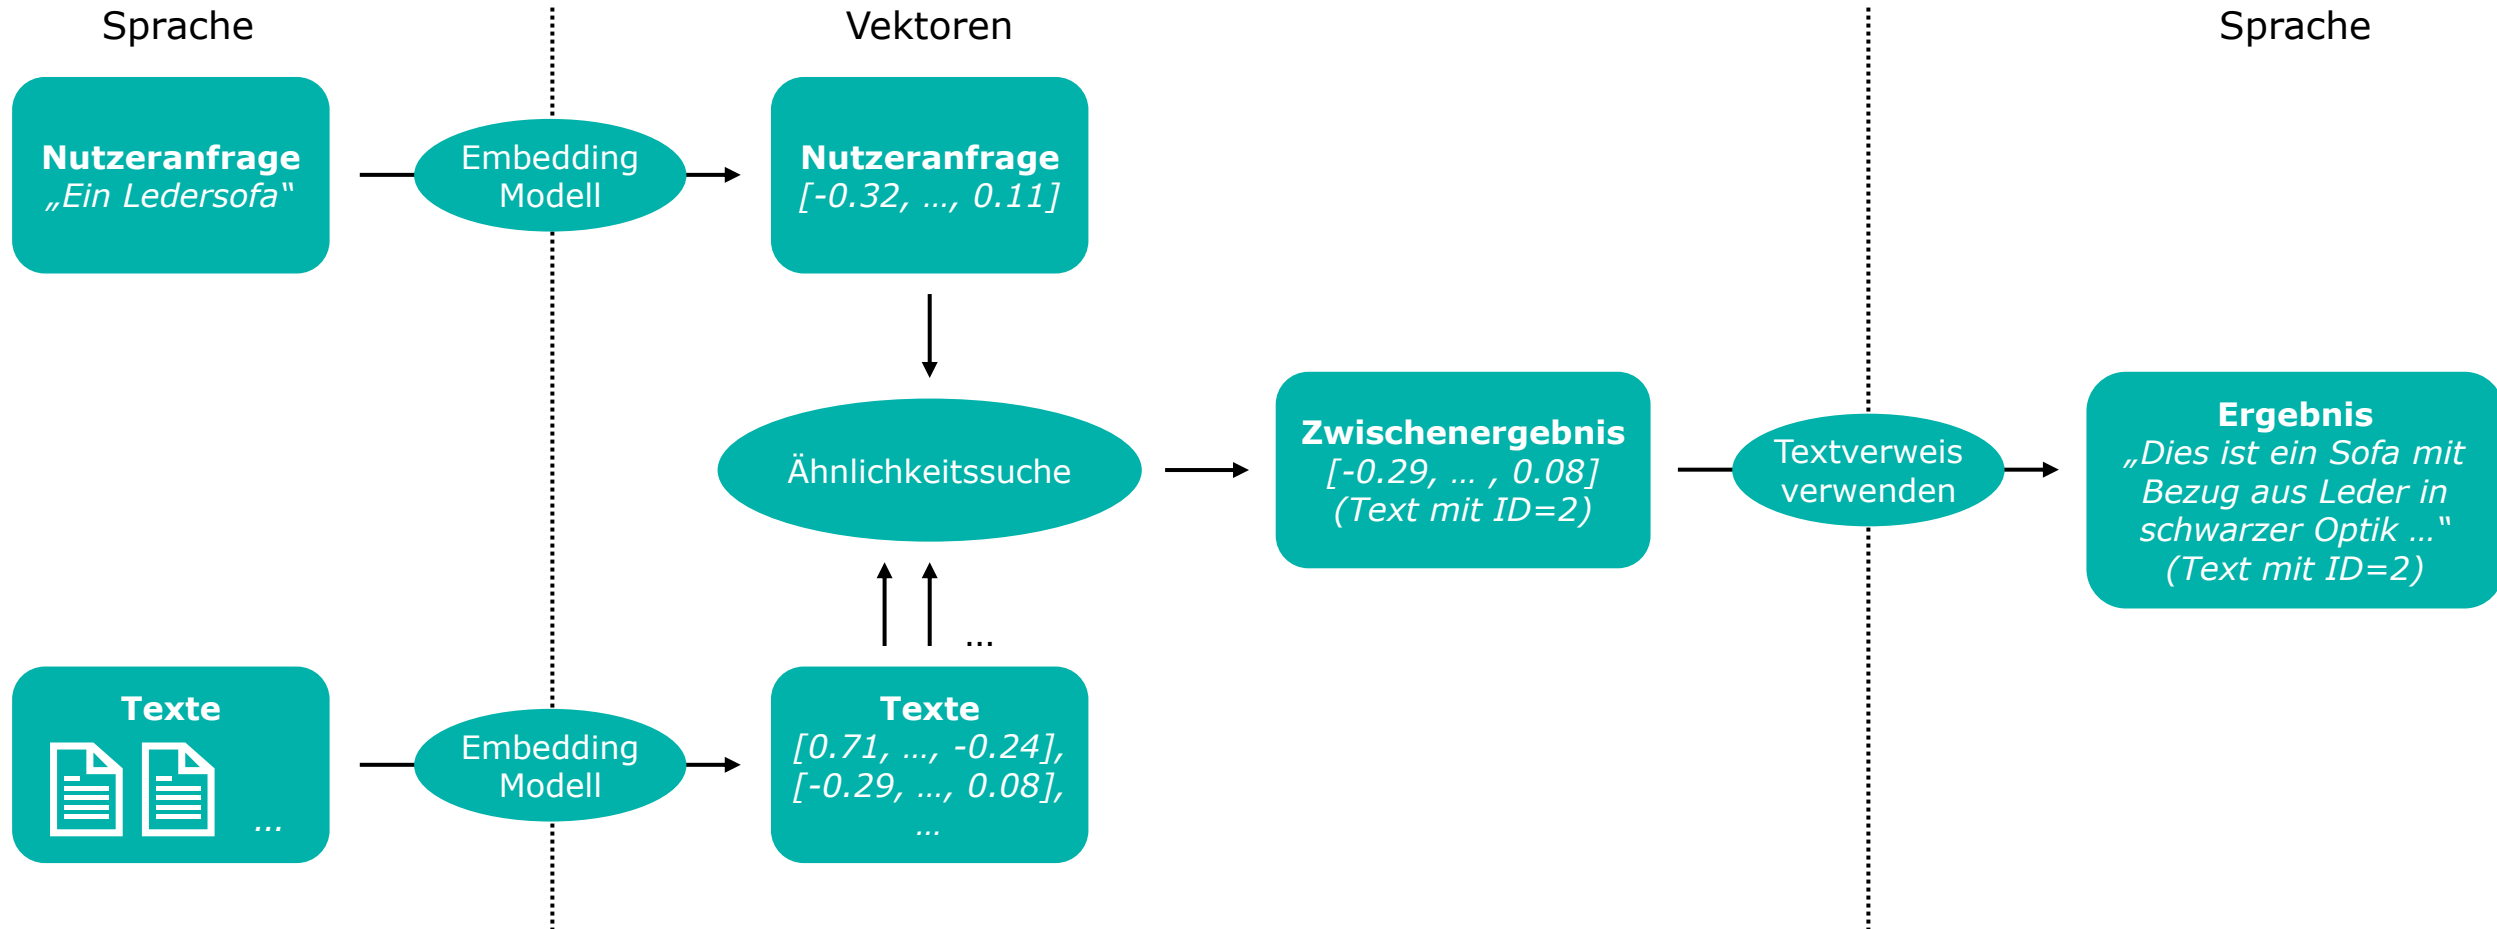 Sprache
Vektoren
Sprache
Nutzeranfrage
„Ein Ledersofa“
Embedding
Modell
Nutzeranfrage
[-0.32, …, 0.11]
Ähnlichkeitssuche
Zwischenergebnis
[-0.29, … , 0.08]
(Text mit ID=2)
Textverweis
verwenden
Ergebnis
„Dies ist ein Sofa mit
Bezug aus Leder in
schwarzer Optik …“
(Text mit ID=2)
…
Texte
…
Embedding
Modell
Texte
[0.71, …, -0.24],
[-0.29, …, 0.08],
…